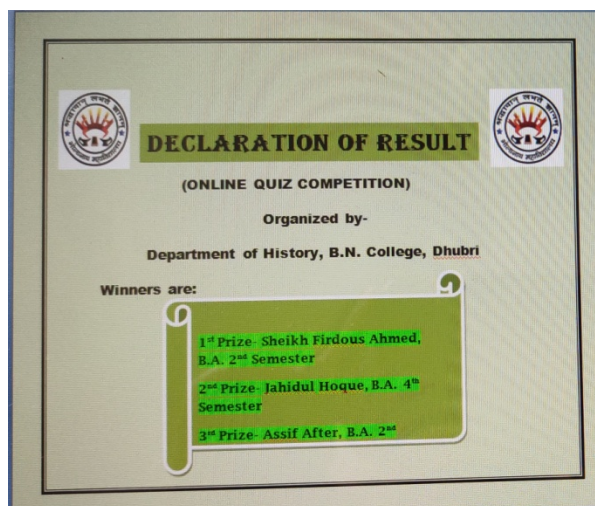 DECLARATION OF RESULT
(ONLINE QUIZ COMPETITION)
Organized by-
Department of History, B.N. College, Dhubri
Winners are:
1st Prize- Sheikh Firdous Ahmed,
B.A. 2nd Semester
2nd Prize- Jahidul Hoque, B.A. 4th
Semester
3rd Prize- Assif After, B.A. 2nd